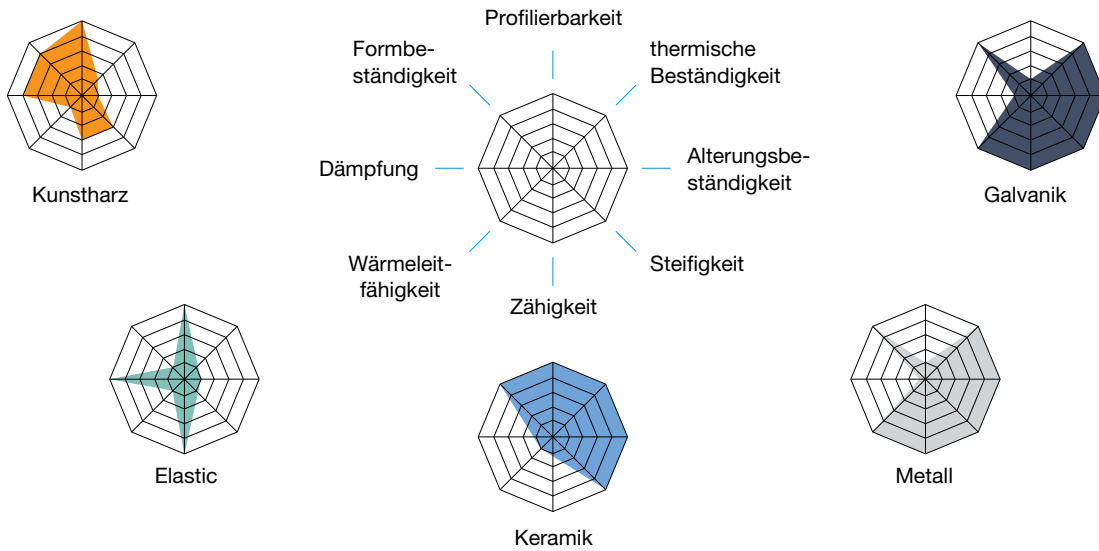 Profilierbarkeit
Formbe-
ständigkeit
thermische
Beständigkeit
Dämpfung
Alterungsbe-
ständigkeit
Wärmeleit-
fähigkeit
Steifigkeit
Zähigkeit
Kunstharz
Galvanik
Elastic
Keramik
Metall